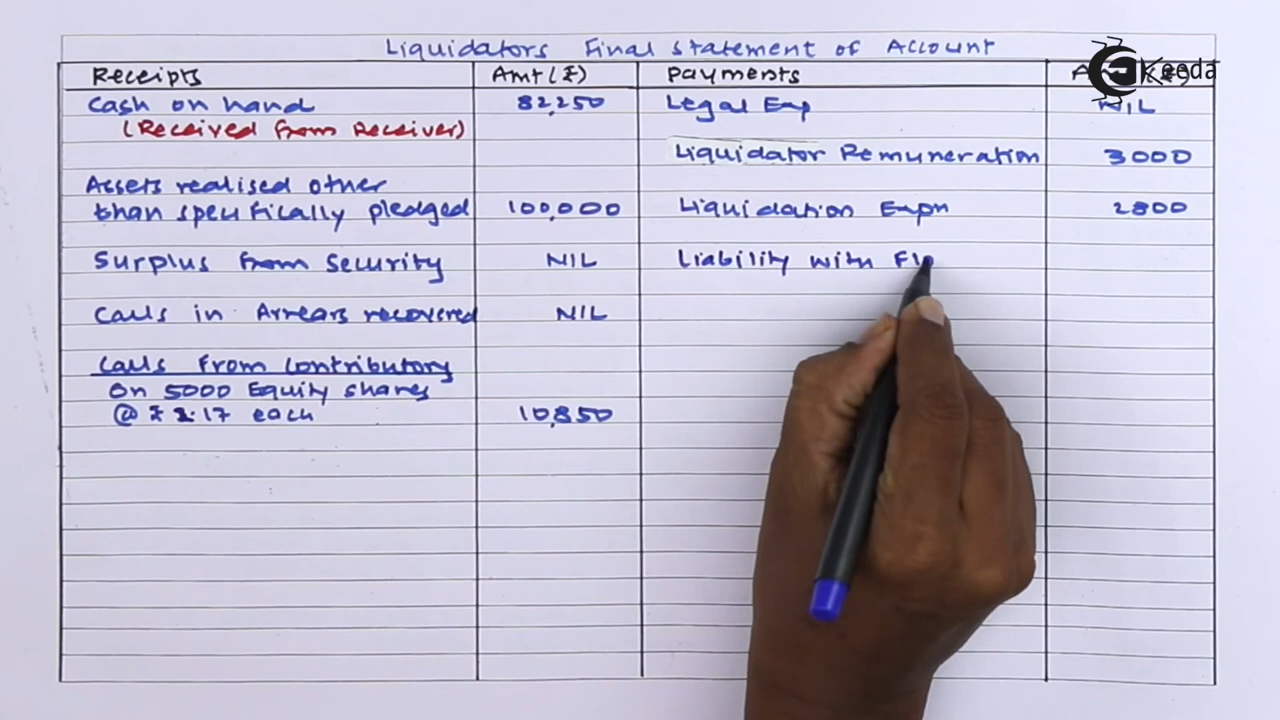 Liquidators Final Statement of Account
Receipts Amt (₹) Payments
Ekeeda
Cash on hand 82,250 Legal Exp NIL
(Received from Receiver)
Liquidator Remuneration 3000
Assets realised other
than specifically pledged 100,000 Liquidation Expn 2800
Surplus from Security NIL Liability with Fl
Calls in Arrears recovered NIL
Calls from Contributory
On 5000 Equity shares
@ ₹ 2.17 each 10,850